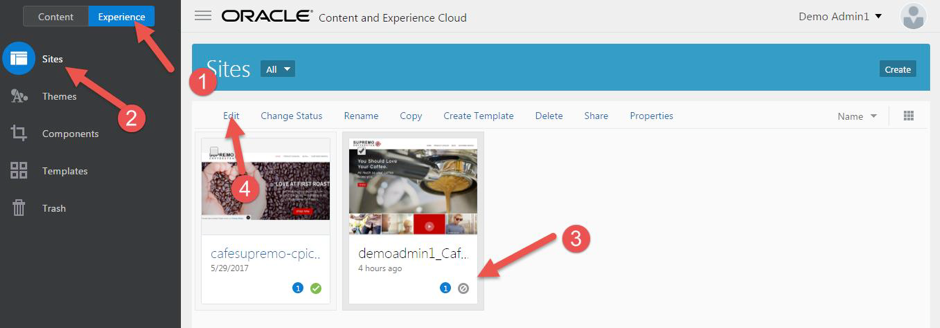 Content Experience
ORACLE Content and Experience Cloud
Demo Admin1
Sites
Themes
Components
Templates
Trash
1
2
Sites All
Create
Edit Change Status Rename Copy Create Template Delete Share Properties
Name
4
LOVE AT FIRST ROAST
You Should Love
Your Coffee.
cafesupremo-cpic...
5/29/2017
1
demoadmin1_Caf...
4 hours ago
1
3